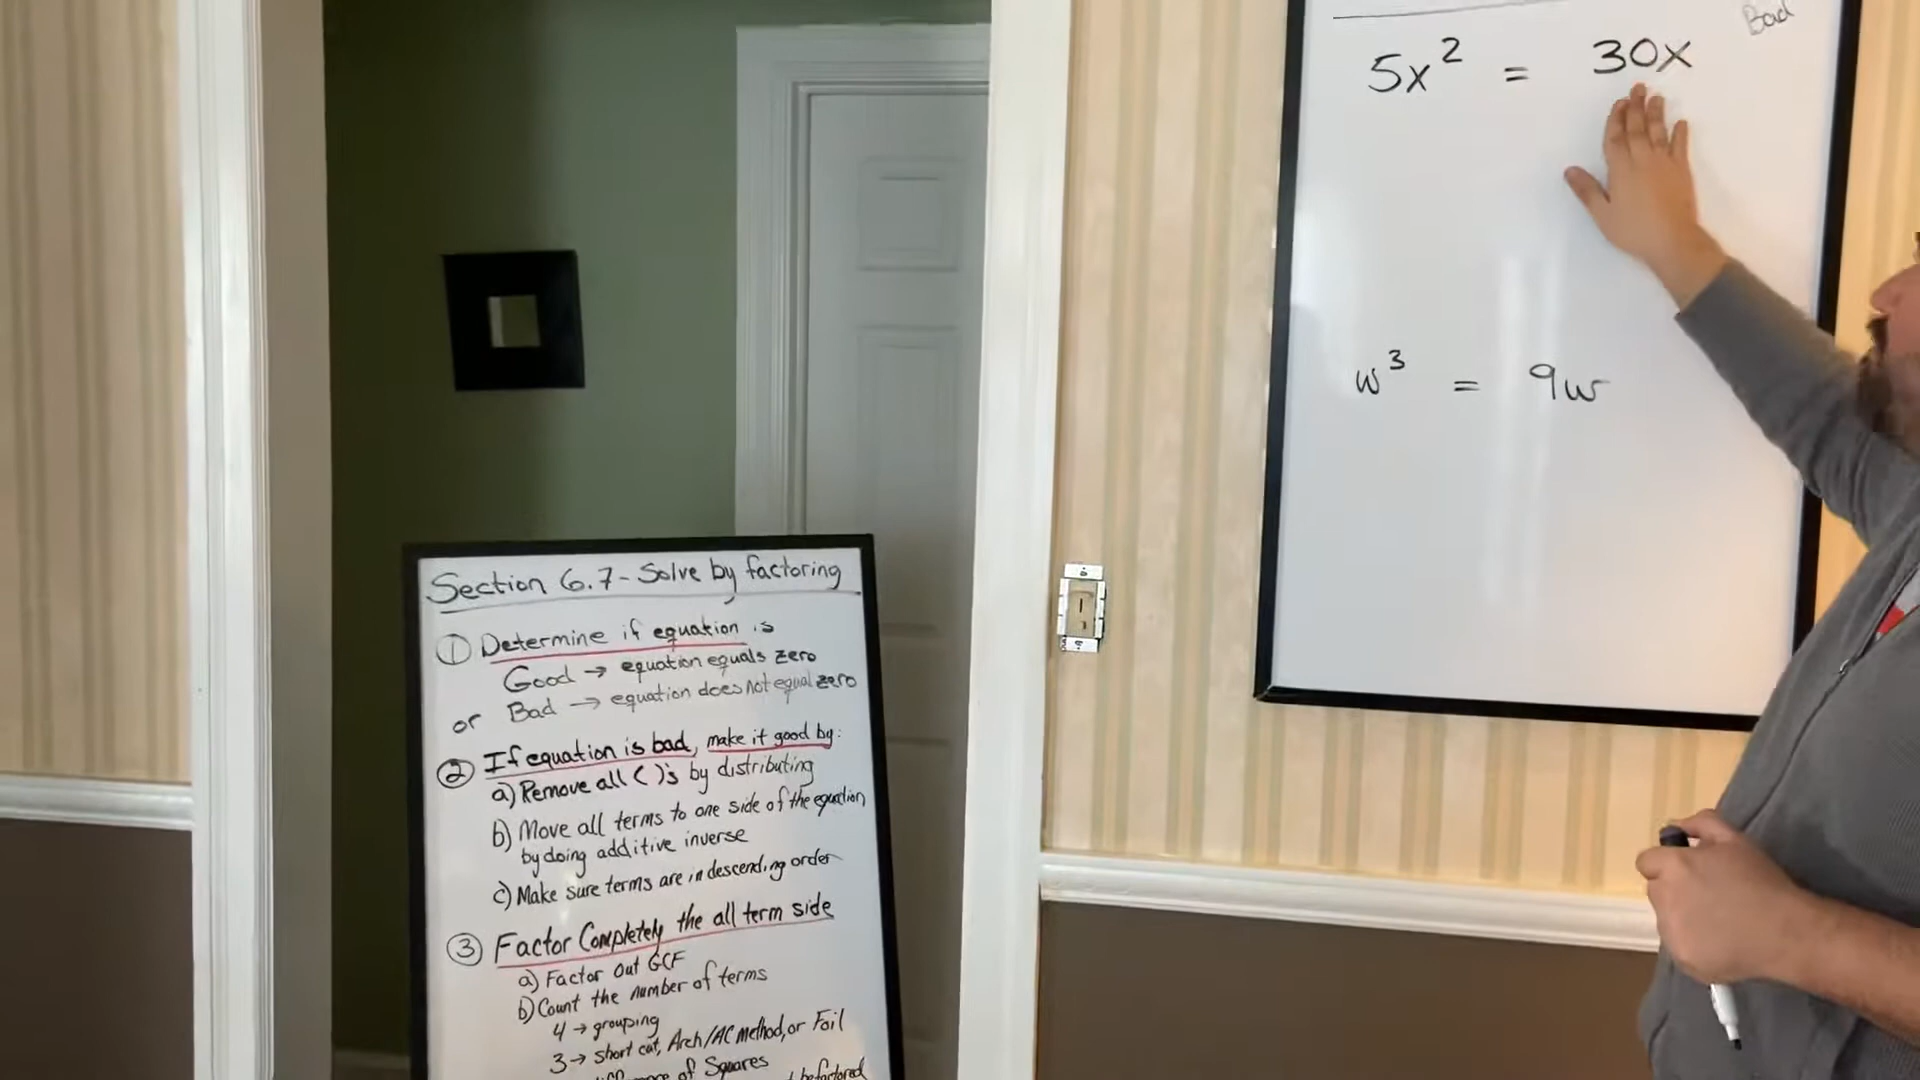 Bad
5x² = 30x
w³ = 9w
Section 6.7 - Solve by factoring
① Determine if equation is
Good → equation equals zero
or Bad → equation does not equal zero
② If equation is bad, make it good by:
a) Remove all ( )'s by distributing
b) Move all terms to one side of the equation
by doing additive inverse
c) Make sure terms are in descending order
③ Factor Completely the all term side
a) Factor out GCF
b) Count the number of terms
4 → grouping
3 → short cut, Arch/AC method, or Foil
of Squares
factored